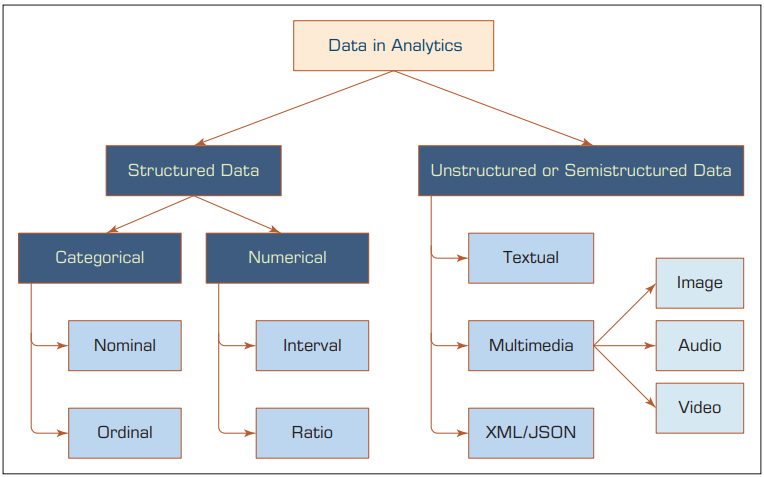 Data in Analytics
Structured Data
Unstructured or Semistructured Data
Categorical
Numerical
Textual
Image
Nominal
Interval
Multimedia
Audio
Video
Ordinal
Ratio
XML/JSON